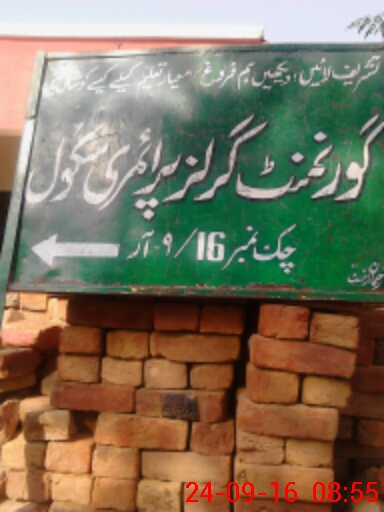 تشریف لائیں، دیکھیں ہم فروغ معیار تعلیم کیلئے کیسے کوشاں ہیں
گورنمنٹ گرلز پرائمری سکول
چک نمبر 16/۹ آر
24-09-16 08:55